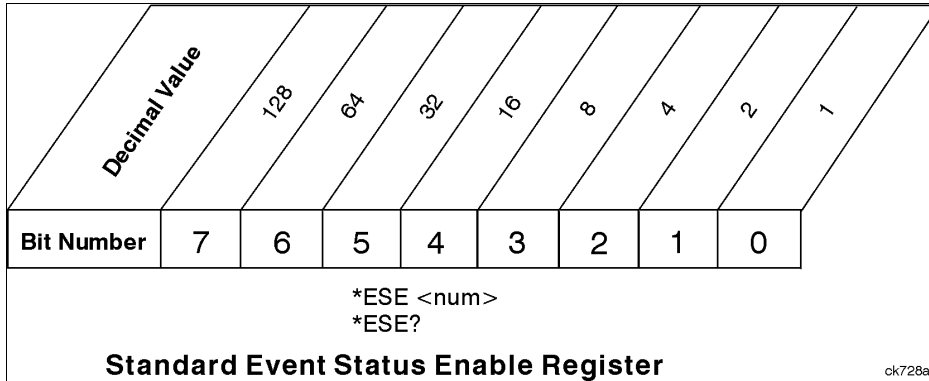 Decimal Value 128 64 32 16 8 4 2 1
Bit Number 7 6 5 4 3 2 1 0
*ESE <num>
*ESE?
Standard Event Status Enable Register
ck728a